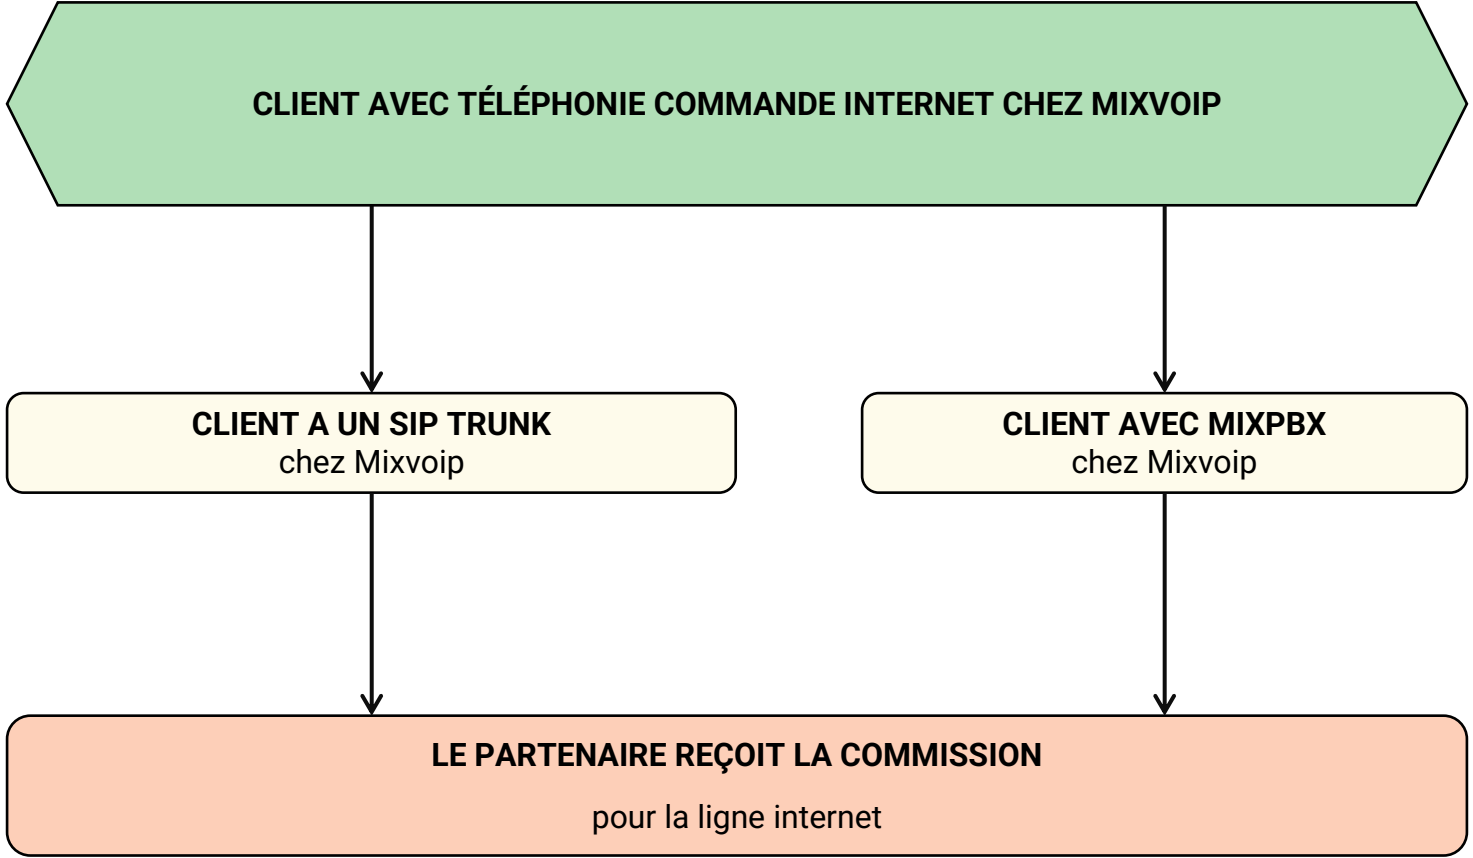 CLIENT AVEC TÉLÉPHONIE COMMANDE INTERNET CHEZ MIXVOIP
CLIENT A UN SIP TRUNK
chez Mixvoip
CLIENT AVEC MIXPBX
chez Mixvoip
LE PARTENAIRE REÇOIT LA COMMISSION
pour la ligne internet